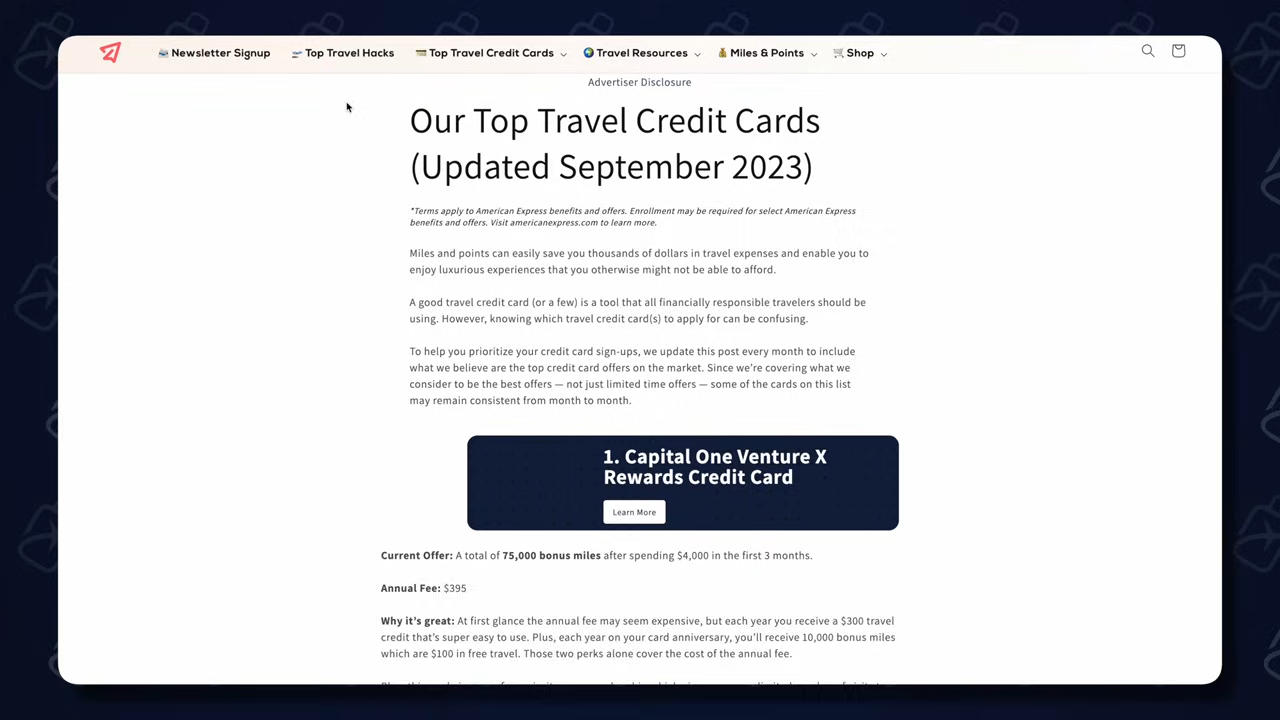 Newsletter Signup Top Travel Hacks Top Travel Credit Cards Travel Resources Miles & Points Shop
Advertiser Disclosure
Our Top Travel Credit Cards
(Updated September 2023)
*Terms apply to American Express benefits and offers. Enrollment may be required for select American Express
benefits and offers. Visit americanexpress.com to learn more.
Miles and points can easily save you thousands of dollars in travel expenses and enable you to
enjoy luxurious experiences that you otherwise might not be able to afford.
A good travel credit card (or a few) is a tool that all financially responsible travelers should be
using. However, knowing which travel credit card(s) to apply for can be confusing.
To help you prioritize your credit card sign-ups, we update this post every month to include
what we believe are the top credit card offers on the market. Since we’re covering what we
consider to be the best offers — not just limited time offers — some of the cards on this list
may remain consistent from month to month.
1. Capital One Venture X
Rewards Credit Card
Learn More
Current Offer: A total of 75,000 bonus miles after spending $4,000 in the first 3 months.
Annual Fee: $395
Why it’s great: At first glance the annual fee may seem expensive, but each year you receive a $300 travel
credit that’s super easy to use. Plus, each year on your card anniversary, you’ll receive 10,000 bonus miles
which are $100 in free travel. Those two perks alone cover the cost of the annual fee.